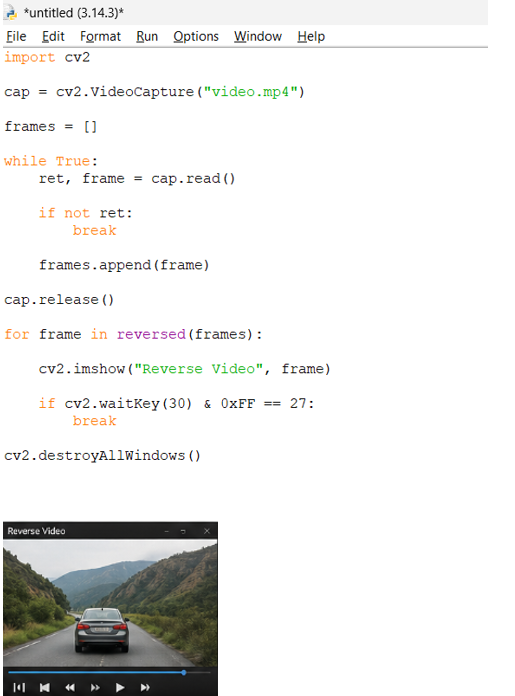 *untitled (3.14.3)*
File Edit Format Run Options Window Help
import cv2
cap = cv2.VideoCapture("video.mp4")
frames = []
while True:
    ret, frame = cap.read()
    if not ret:
        break
    frames.append(frame)
cap.release()
for frame in reversed(frames):
    cv2.imshow("Reverse Video", frame)
    if cv2.waitKey(30) & 0xFF == 27:
        break
cv2.destroyAllWindows()
Reverse Video